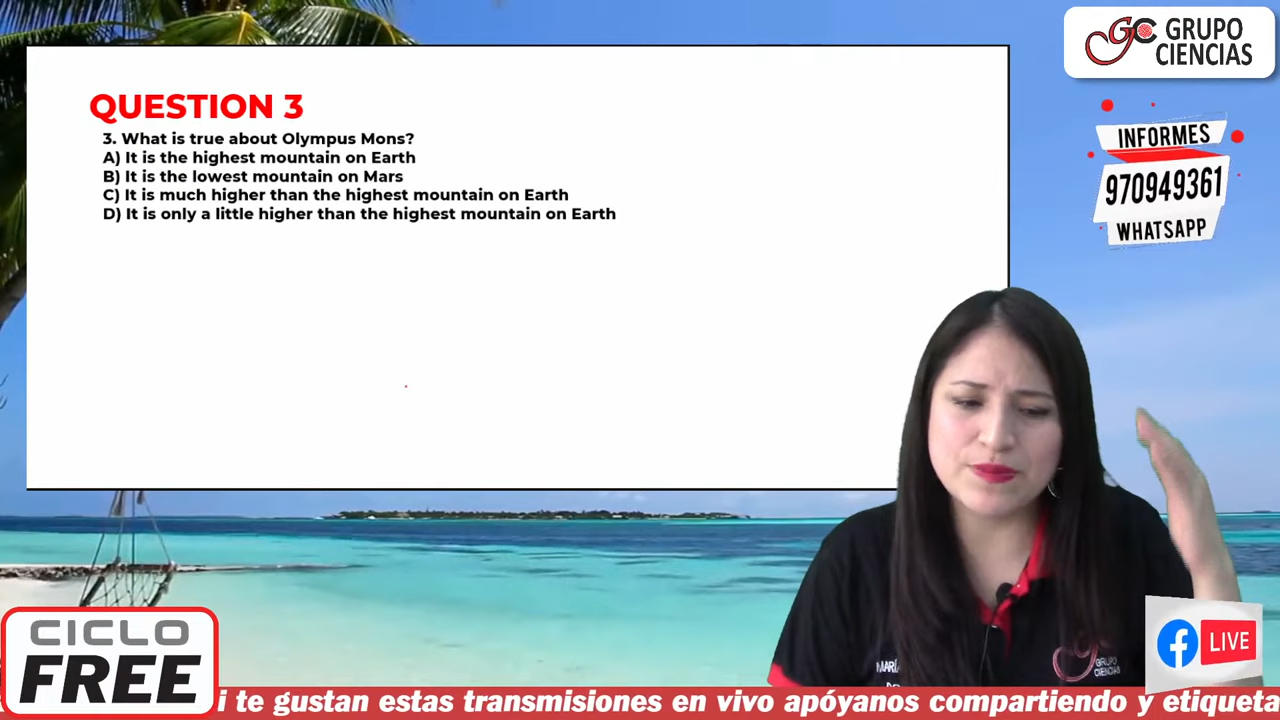 QUESTION 3
3. What is true about Olympus Mons?
A) It is the highest mountain on Earth
B) It is the lowest mountain on Mars
C) It is much higher than the highest mountain on Earth
D) It is only a little higher than the highest mountain on Earth
GRUPO
CIENCIAS
INFORMES
970949361
WHATSAPP
GRUPO
CIENCIAS
LIVE
CICLO
FREE
i te gustan estas transmisiones en vivo apóyanos compartiendo y etiqueta